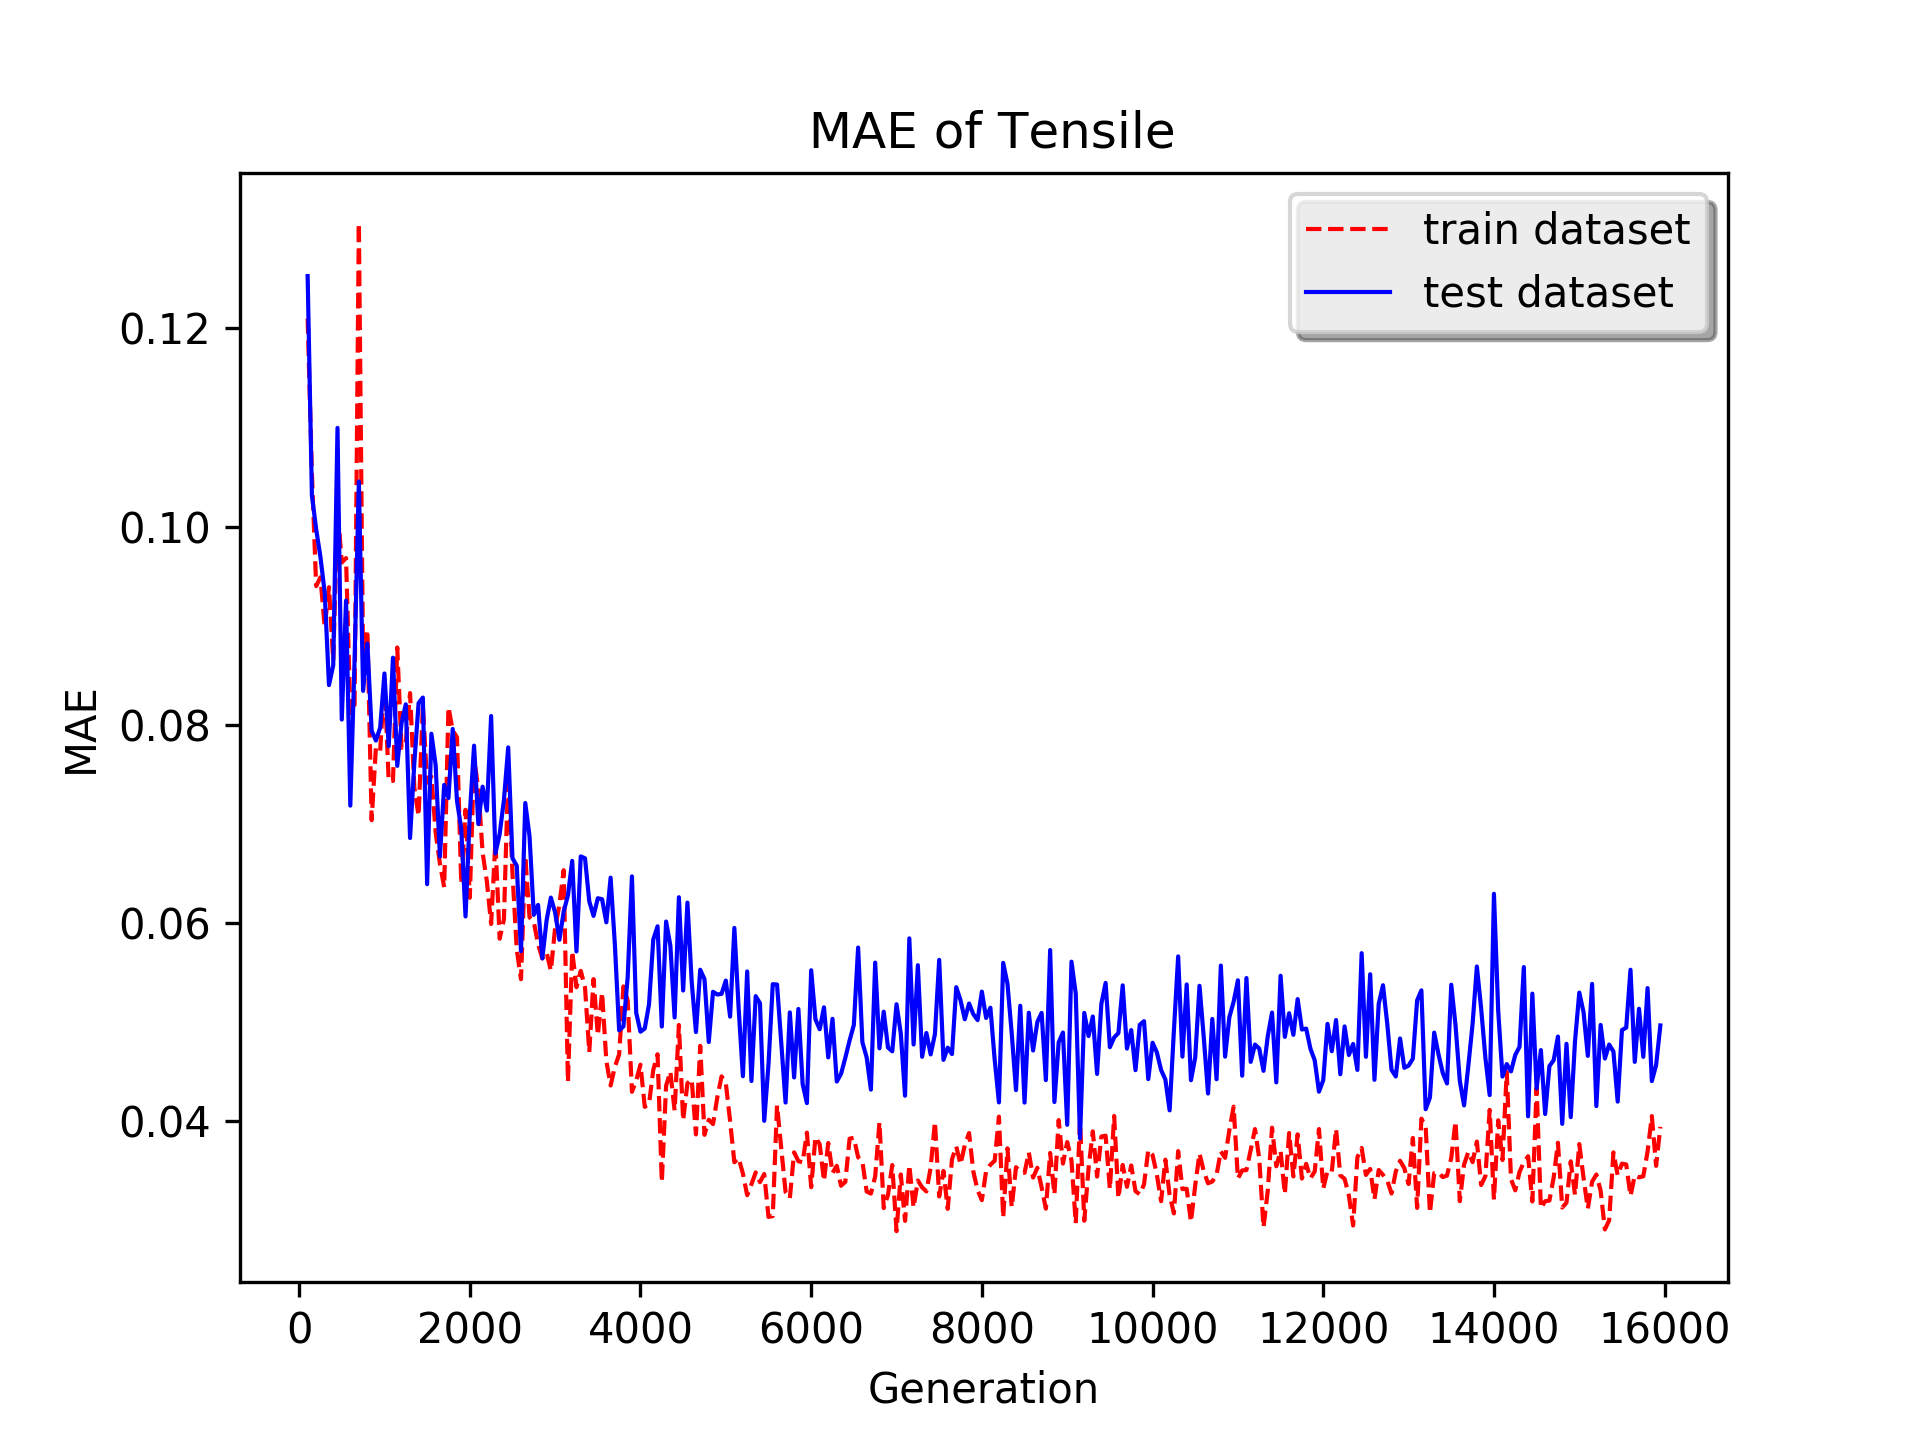 MAE of Tensile
train dataset
test dataset
0.12
0.10
0.08
0.06
0.04
MAE
0 2000 4000 6000 8000 10000 12000 14000 16000
Generation